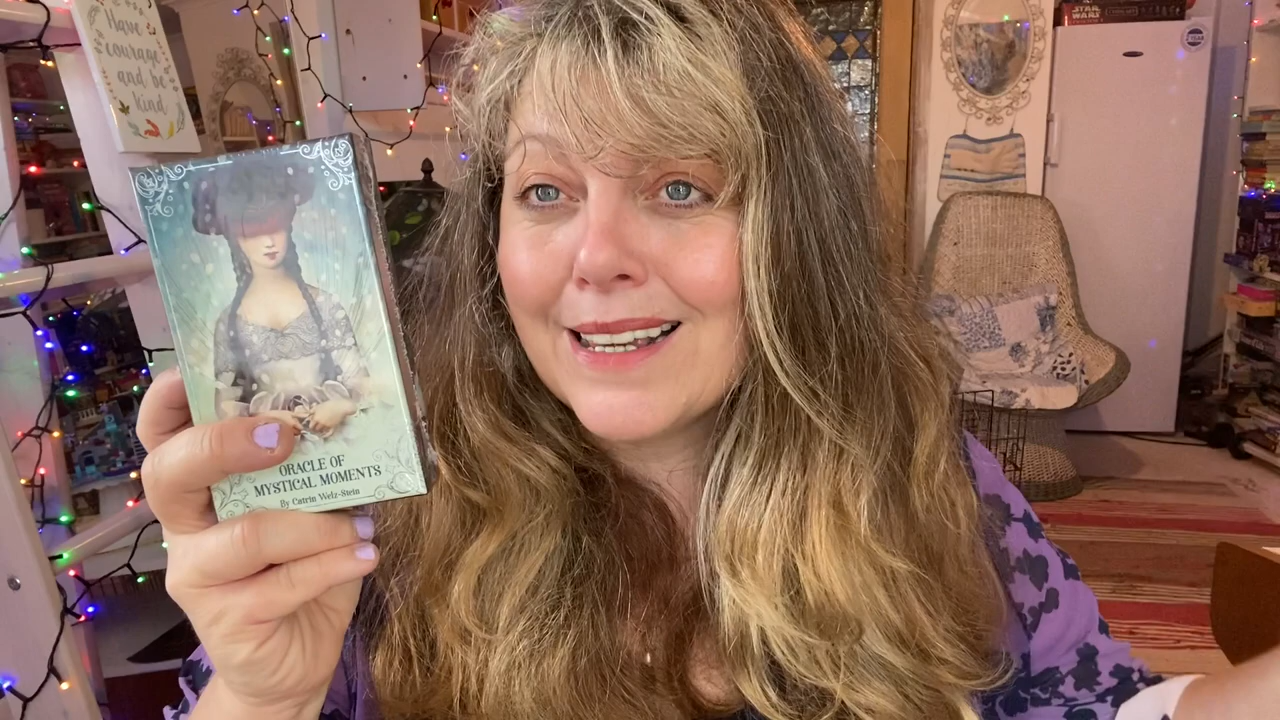 Have
courage
and be
kind
ORACLE OF
MYSTICAL MOMENTS
By Catrin Welz-Stein
STAR
WARS